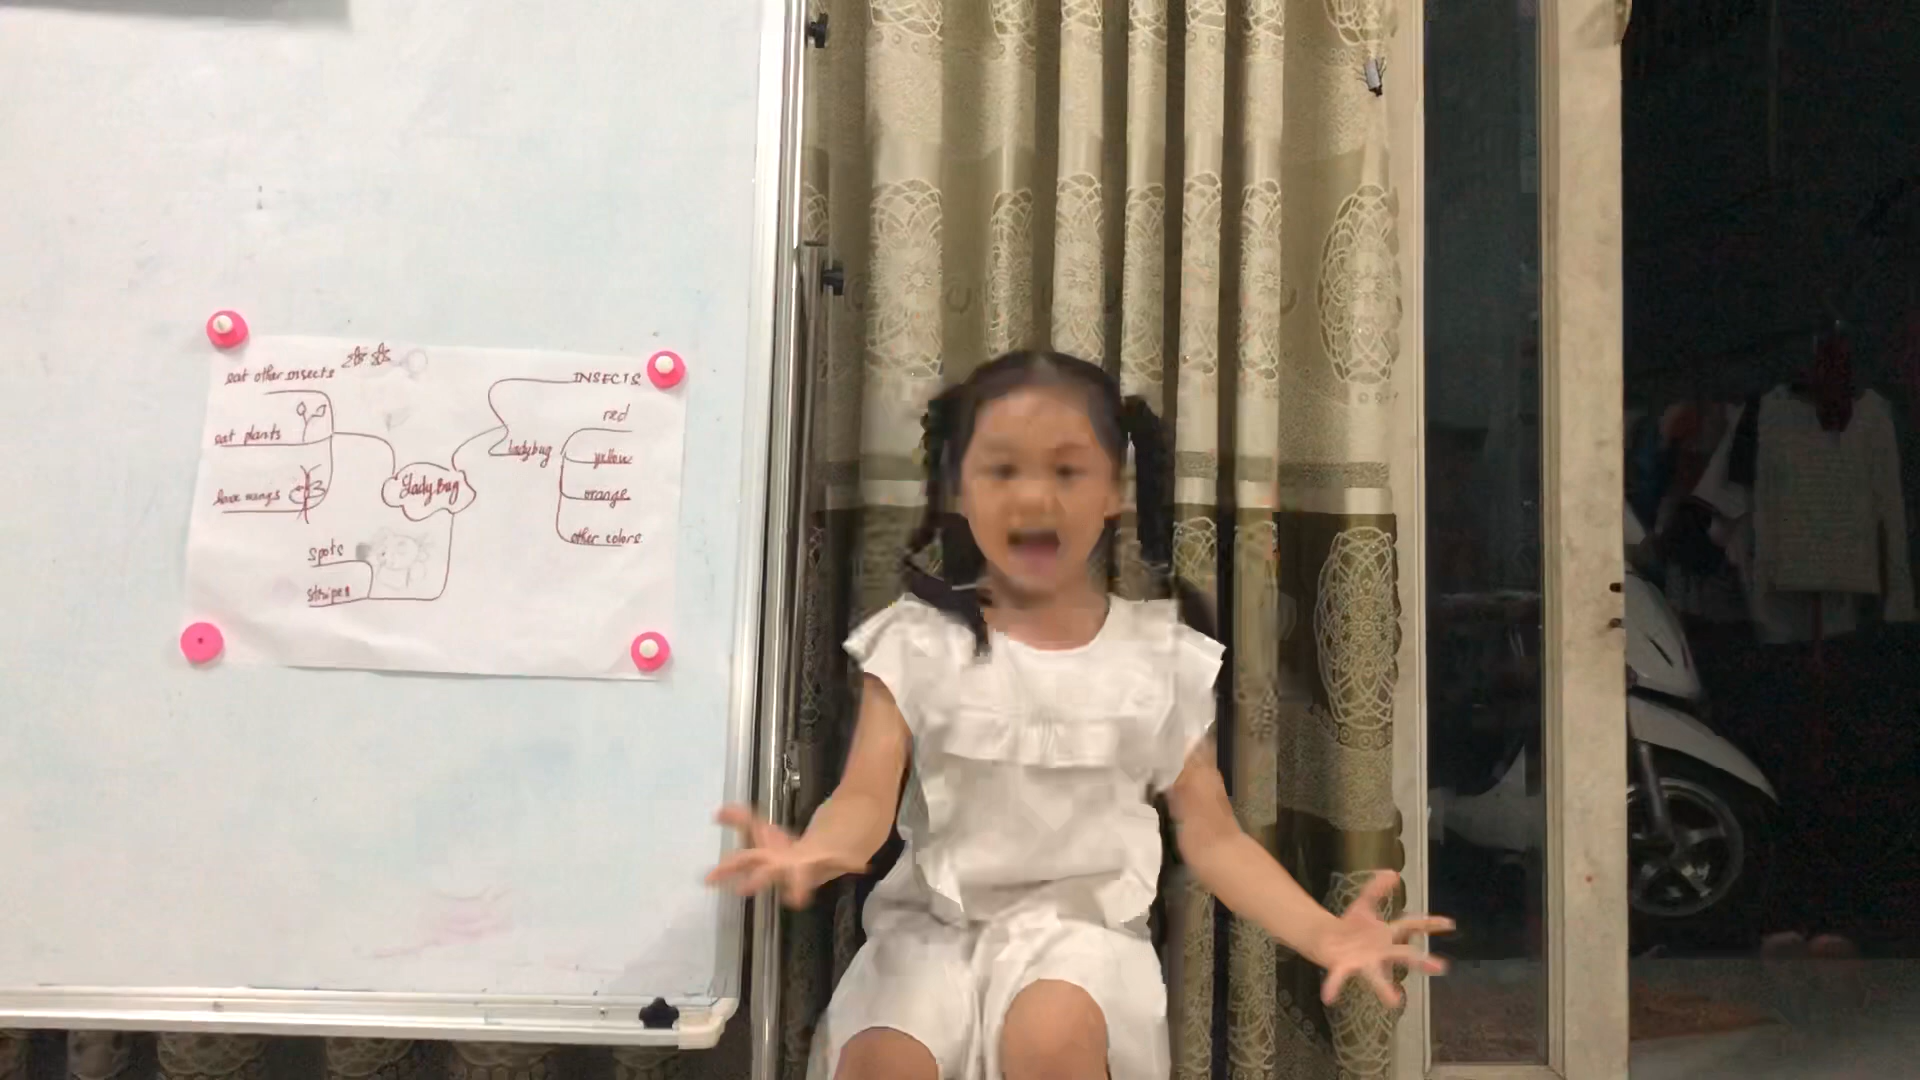 eat other insects
eat plants
have wings
Lady Bug
spots
stripes
INSECTS
ladybug
red
yellow
orange
other colors